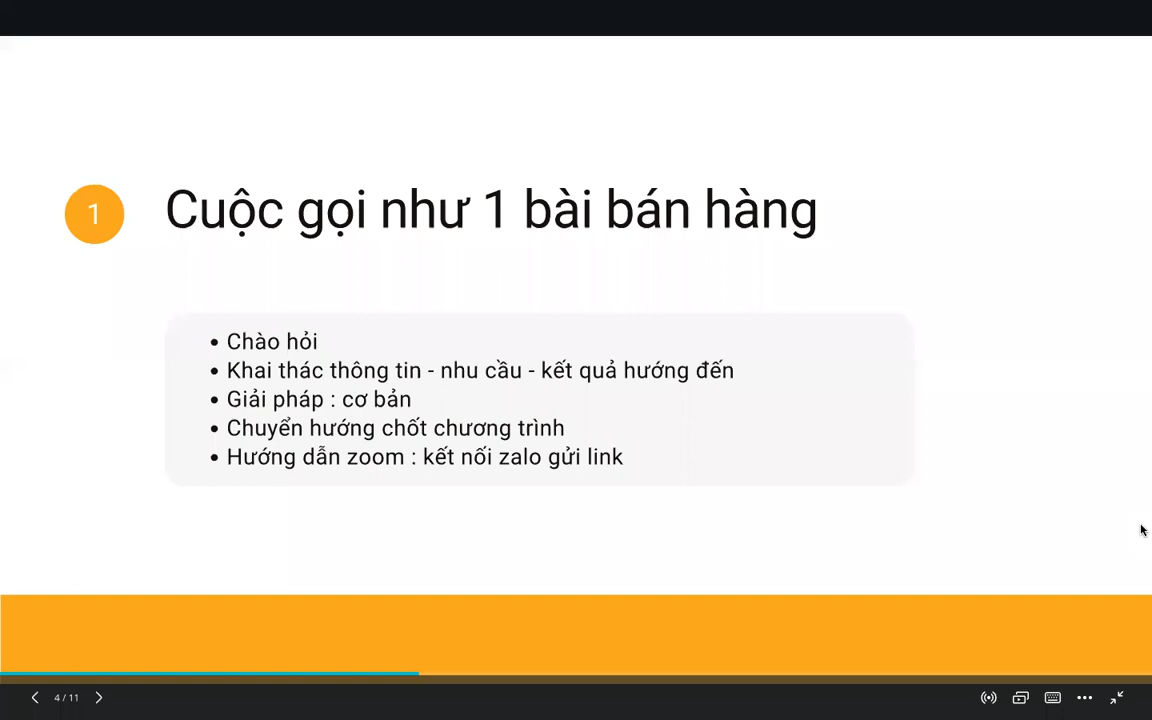 1
Cuộc gọi như 1 bài bán hàng
• Chào hỏi
• Khai thác thông tin - nhu cầu - kết quả hướng đến
• Giải pháp : cơ bản
• Chuyển hướng chốt chương trình
• Hướng dẫn zoom : kết nối zalo gửi link
4 / 11